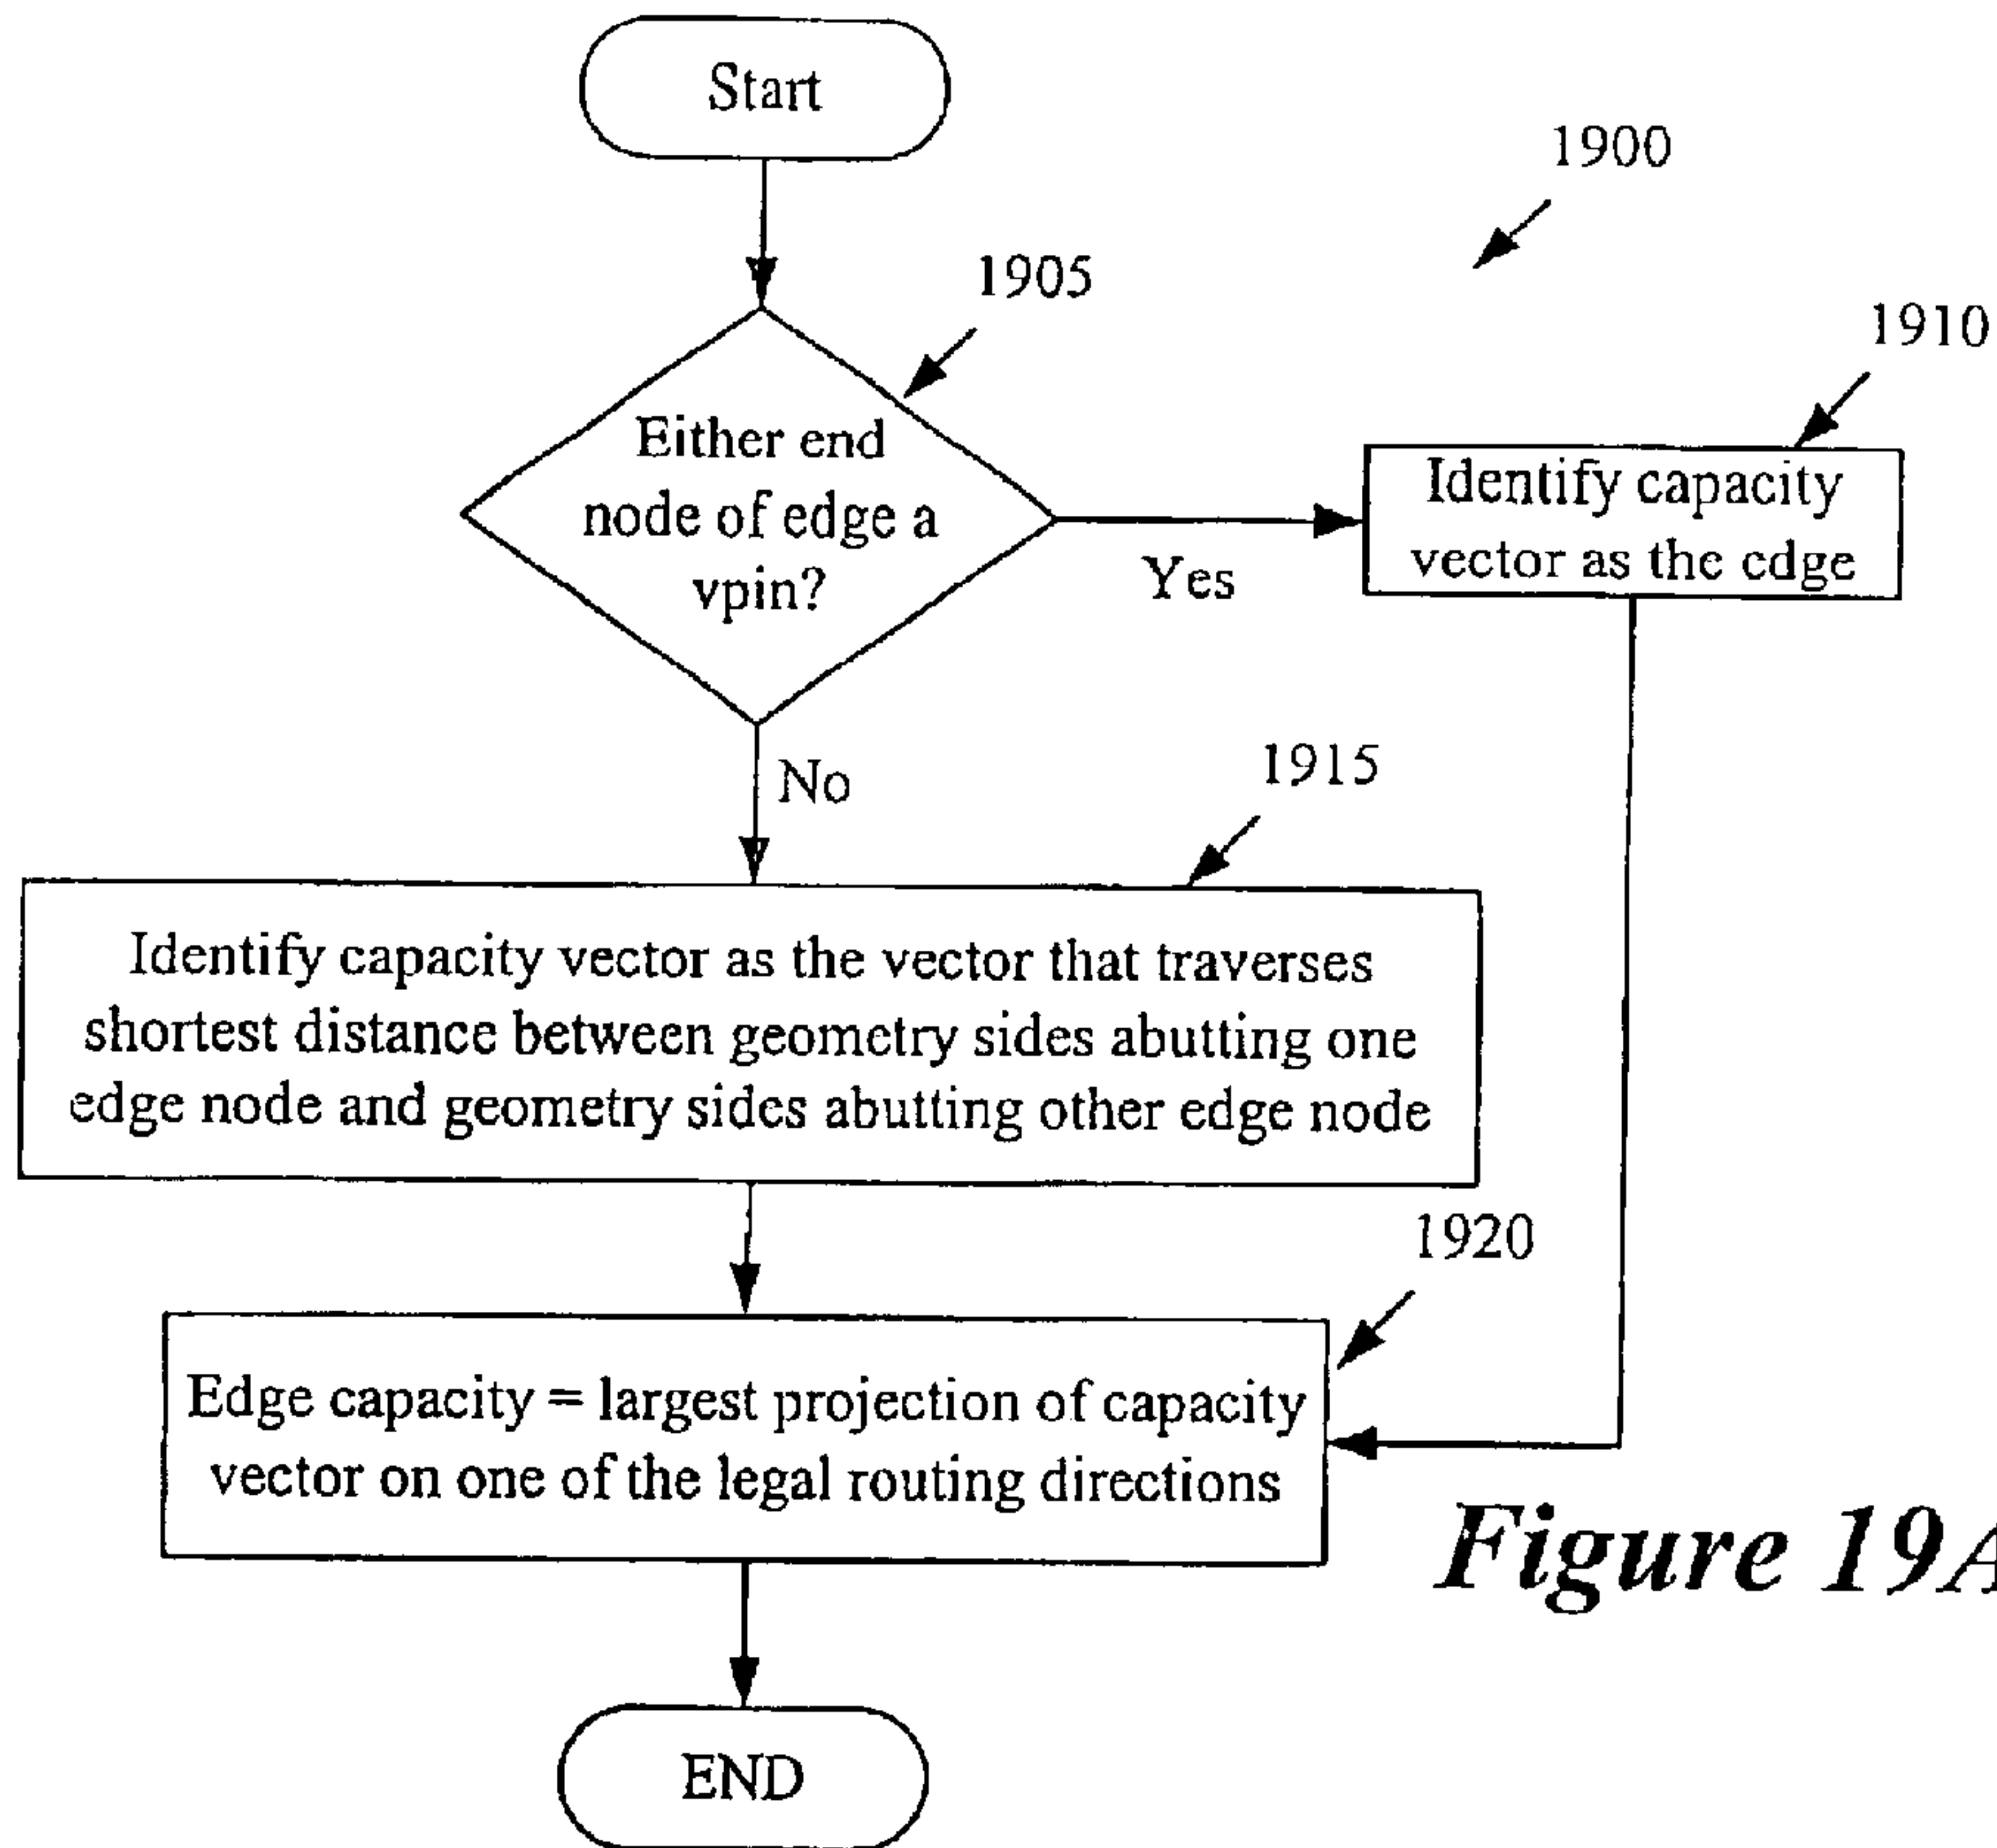 Start
1900
1905
1910
Either end
node of edge a
vpin?
Yes
Identify capacity
vector as the edge
No
1915
Identify capacity vector as the vector that traverses
shortest distance between geometry sides abutting one
edge node and geometry sides abutting other edge node
1920
Edge capacity = largest projection of capacity
vector on one of the legal routing directions
Figure 19A
END